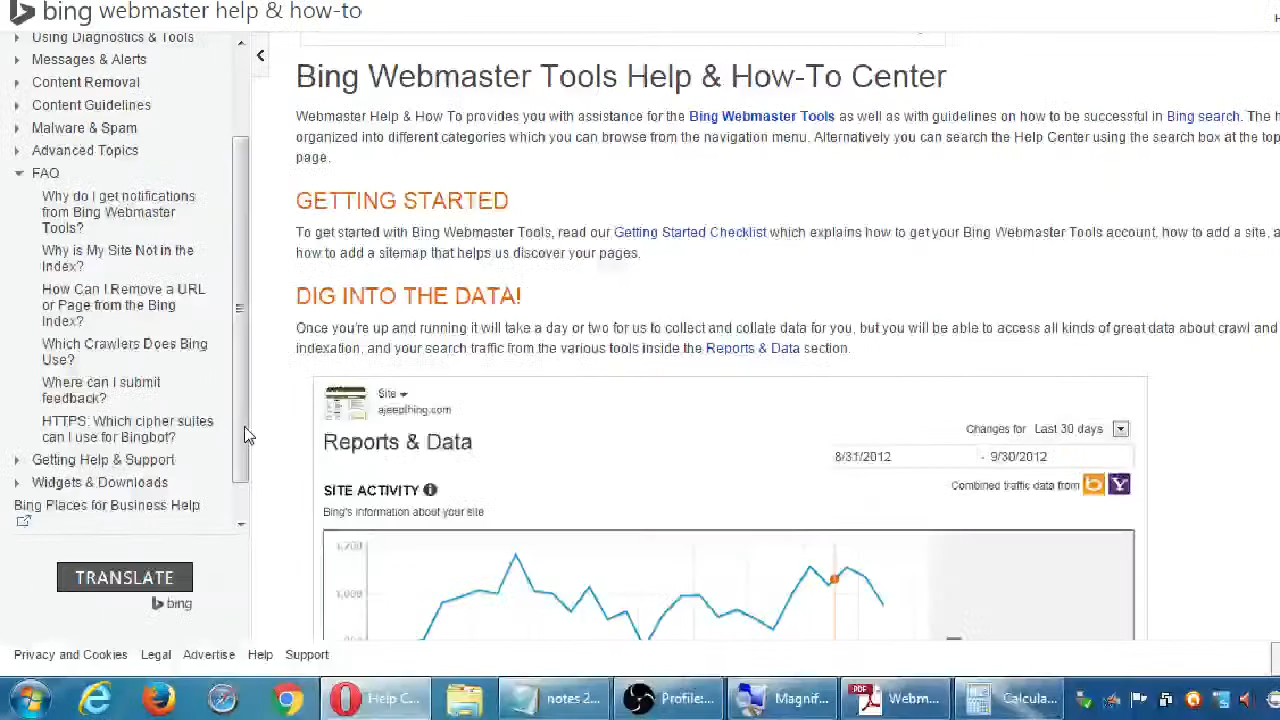 bing webmaster help & how-to
Using Diagnostics & Tools
Messages & Alerts
Content Removal
Content Guidelines
Malware & Spam
Advanced Topics
FAQ
Why do I get notifications
from Bing Webmaster
Tools?
Why is My Site Not in the
Index?
How Can I Remove a URL
or Page from the Bing
Index?
Which Crawlers Does Bing
Use?
Where can I submit
feedback?
HTTPS: Which cipher suites
can I use for Bingbot?
Getting Help & Support
Widgets & Downloads
Bing Places for Business Help
TRANSLATE
bing
Bing Webmaster Tools Help & How-To Center
Webmaster Help & How To provides you with assistance for the Bing Webmaster Tools as well as with guidelines on how to be successful in Bing search. The h
organized into different categories which you can browse from the navigation menu. Alternatively you can search the Help Center using the search box at the top
page.
GETTING STARTED
To get started with Bing Webmaster Tools, read our Getting Started Checklist which explains how to get your Bing Webmaster Tools account, how to add a site, a
how to add a sitemap that helps us discover your pages.
DIG INTO THE DATA!
Once you're up and running it will take a day or two for us to collect and collate data for you, but you will be able to access all kinds of great data about crawl and
indexation, and your search traffic from the various tools inside the Reports & Data section.
Site
ajeepthing.com
Reports & Data
Changes for Last 30 days
8/31/2012 - 9/30/2012
SITE ACTIVITY
Combined traffic data from b Y
Bing's information about your site
1,000
Privacy and Cookies Legal Advertise Help Support
Help C... notes 2... Profile:... Magnif... PDF Webm... Calcula...